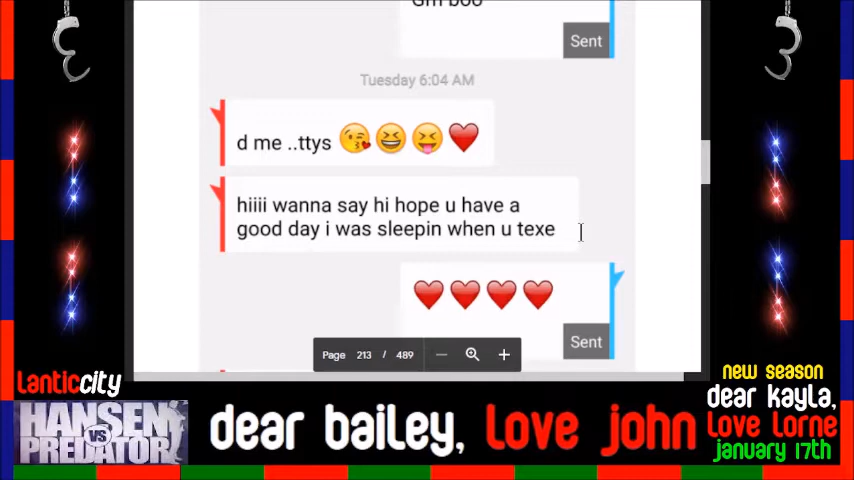 Gm boo
Sent
Tuesday 6:04 AM
d me ..ttys 😘😆😝❤️
hiiii wanna say hi hope u have a
good day i was sleepin when u texe
❤️❤️❤️❤️
Sent
Page 213 / 489
Lanticcity
HANSEN
VS
PREDATOR
dear bailey, Love john
new season
dear kayla,
Love Lorne
january 17th